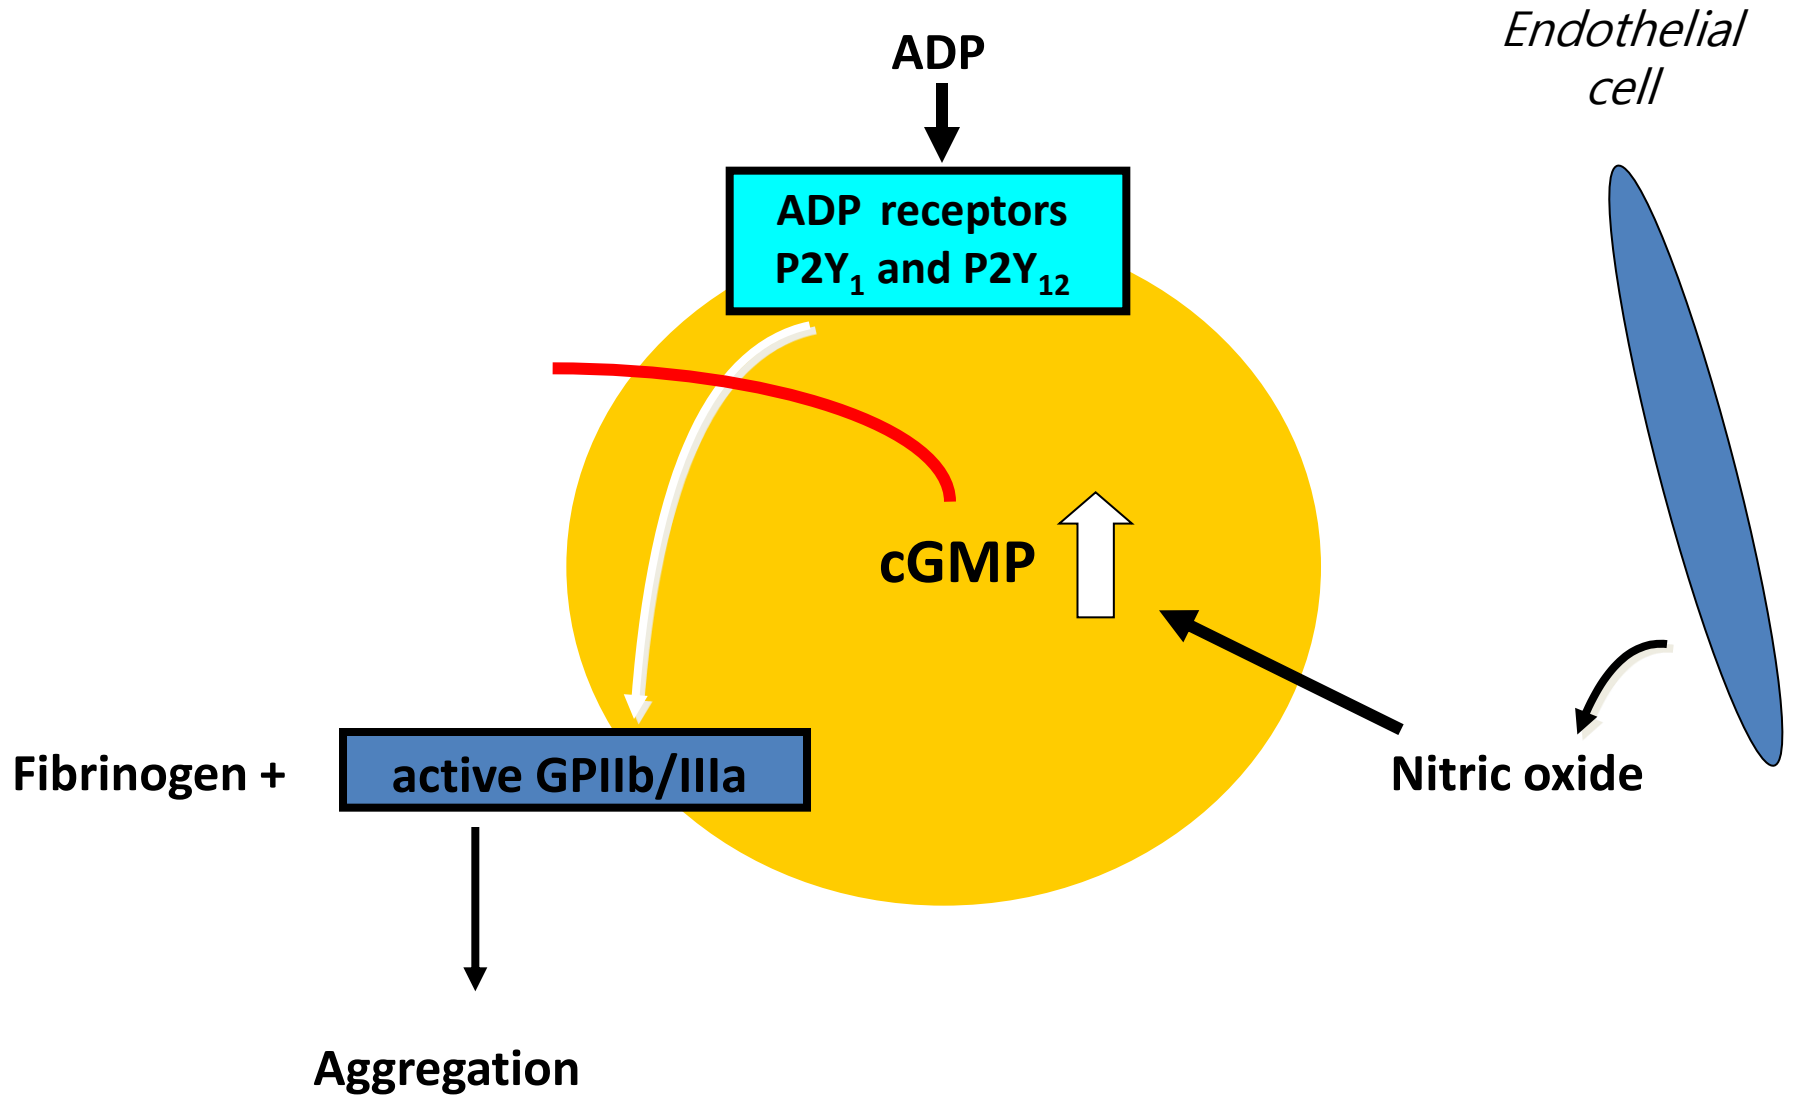 Endothelial
cell
ADP
ADP receptors
P2Y₁ and P2Y₁₂
cGMP
Fibrinogen +
active GPIIb/IIIa
Nitric oxide
Aggregation